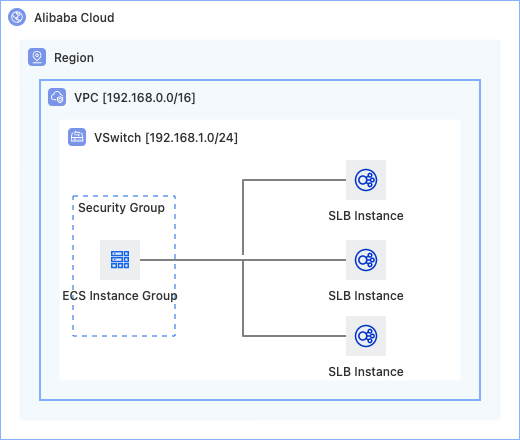 Alibaba Cloud
Region
VPC [192.168.0.0/16]
VSwitch [192.168.1.0/24]
Security Group
ECS Instance Group
SLB Instance
SLB Instance
SLB Instance